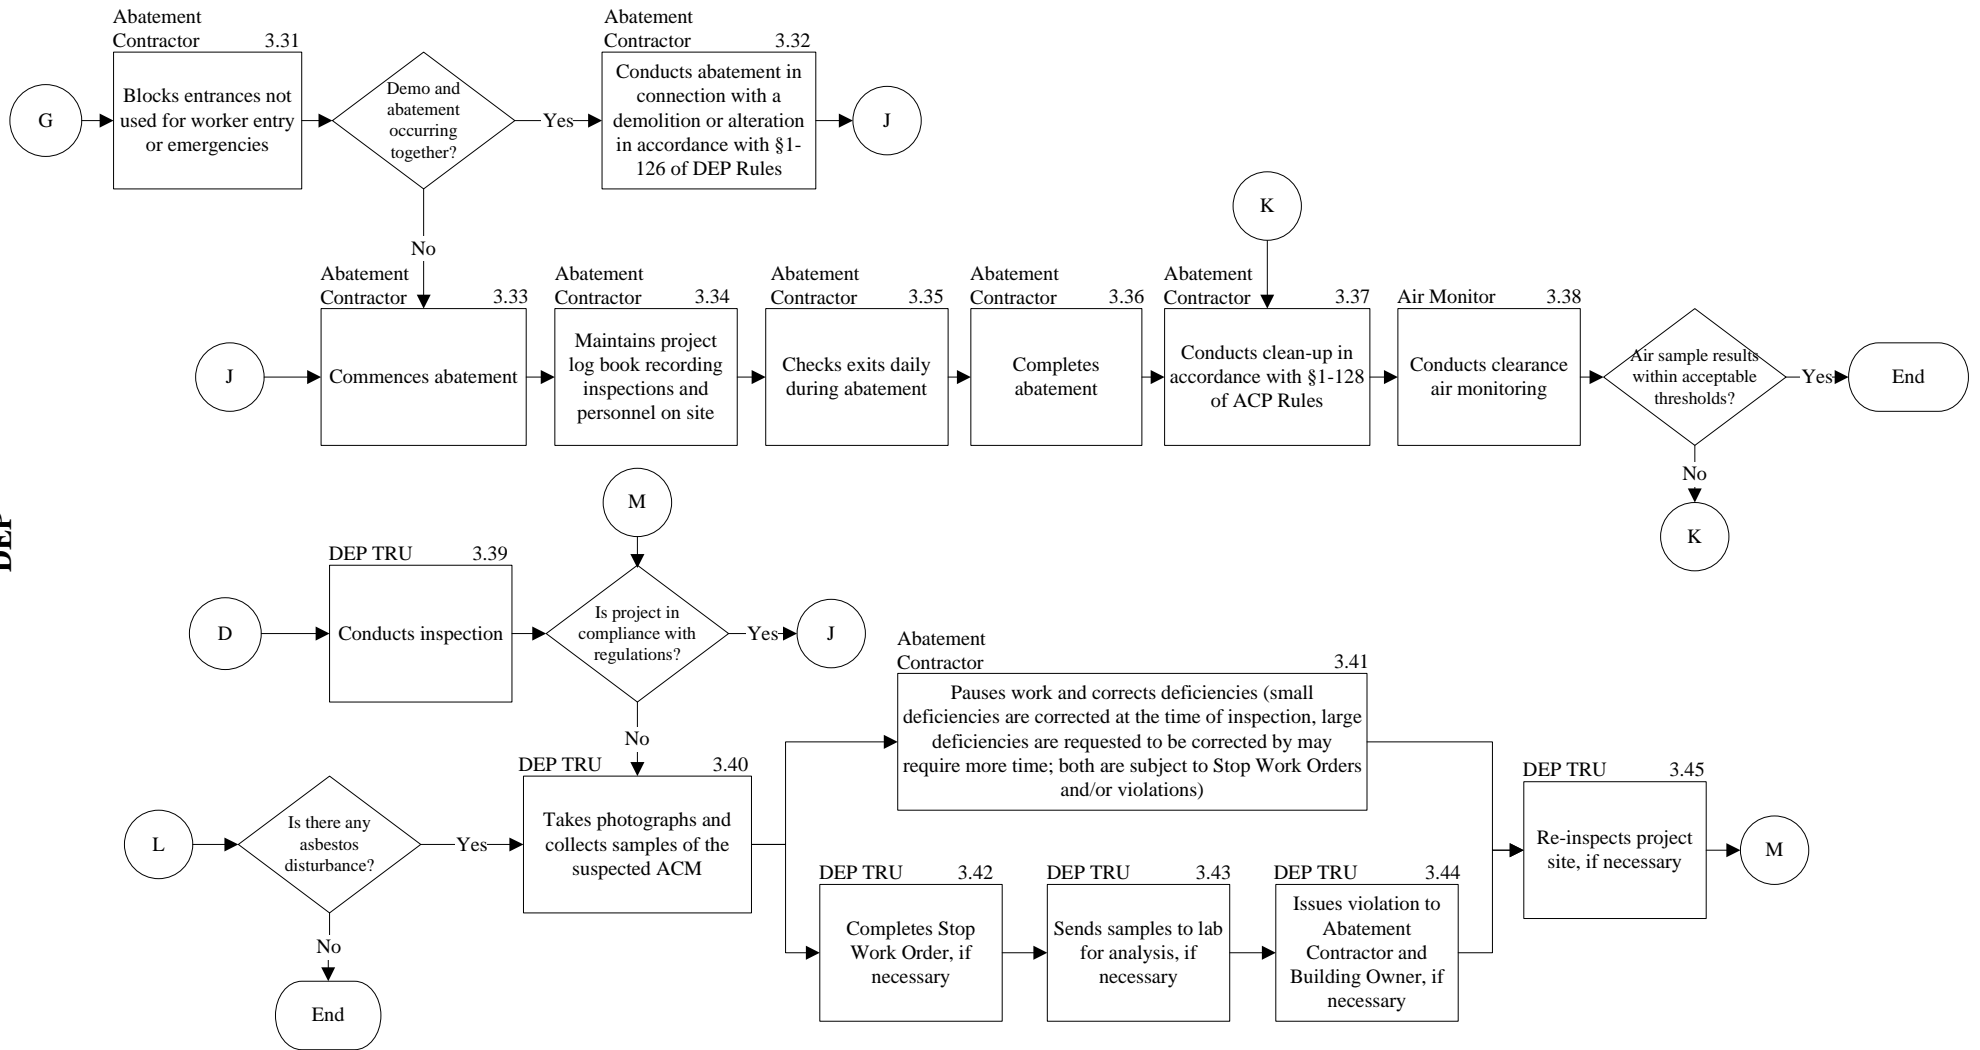 Abatement
Contractor 3.31
Abatement
Contractor 3.32
G
Blocks entrances not
used for worker entry
or emergencies
Demo and
abatement
occurring
together?
Yes
Conducts abatement in
connection with a
demolition or alteration
in accordance with §1-
126 of DEP Rules
J
No
K
Abatement
Contractor 3.33
Abatement
Contractor 3.34
Abatement
Contractor 3.35
Abatement
Contractor 3.36
Abatement
Contractor 3.37
Air Monitor 3.38
J
Commences abatement
Maintains project
log book recording
inspections and
personnel on site
Checks exits daily
during abatement
Completes
abatement
Conducts clean-up in
accordance with §1-128
of ACP Rules
Conducts clearance
air monitoring
Air sample results
within acceptable
thresholds?
Yes
End
No
K
DEP
M
DEP TRU 3.39
D
Conducts inspection
Is project in
compliance with
regulations?
Yes
J
No
Abatement
Contractor 3.41
Pauses work and corrects deficiencies (small
deficiencies are corrected at the time of inspection, large
deficiencies are requested to be corrected by may
require more time; both are subject to Stop Work Orders
and/or violations)
DEP TRU 3.40
L
Is there any
asbestos
disturbance?
Yes
Takes photographs and
collects samples of the
suspected ACM
No
End
DEP TRU 3.42
Completes Stop
Work Order, if
necessary
DEP TRU 3.43
Sends samples to lab
for analysis, if
necessary
DEP TRU 3.44
Issues violation to
Abatement
Contractor and
Building Owner, if
necessary
DEP TRU 3.45
Re-inspects project
site, if necessary
M